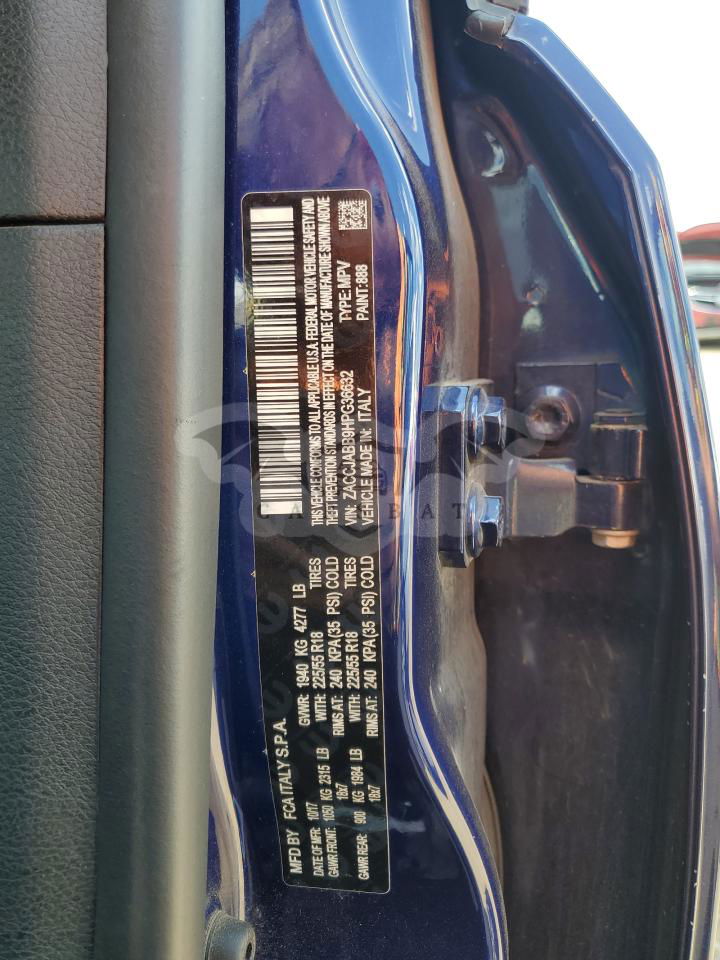 MFD BY FCA ITALY S.P.A.
DATE OF MFR: 10/17 GVWR: 1940 KG 4277 LB
GAWR FRONT: 1050 KG 2315 LB WITH: 225/55 R18 TIRES
18x7 RIMS AT: 240 KPA(35 PSI) COLD
GAWR REAR: 900 KG 1984 LB WITH: 225/55 R18 TIRES
18x7 RIMS AT: 240 KPA(35 PSI) COLD
THIS VEHICLE CONFORMS TO ALL APPLICABLE U.S.A. FEDERAL MOTOR VEHICLE SAFETY AND
THEFT PREVENTION STANDARDS IN EFFECT ON THE DATE OF MANUFACTURE SHOWN ABOVE
VIN: ZACCJABB9HPG36632 TYPE: MPV
VEHICLE MADE IN: ITALY PAINT: 888